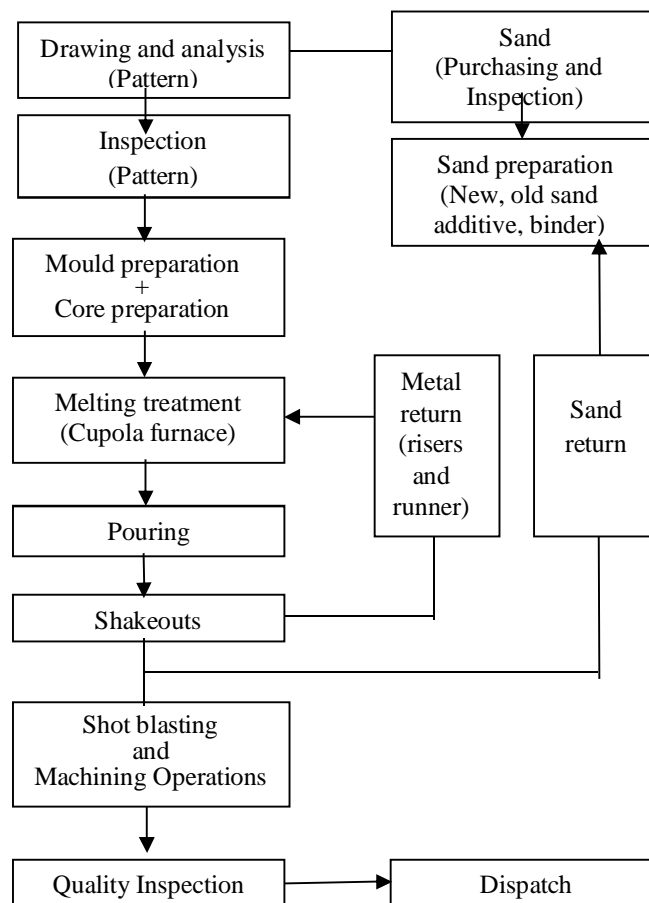 Drawing and analysis
(Pattern)
Sand
(Purchasing and
Inspection)
Inspection
(Pattern)
Sand preparation
(New, old sand
additive, binder)
Mould preparation
+
Core preparation
Melting treatment
(Cupola furnace)
Metal
return
(risers
and
runner)
Sand
return
Pouring
Shakeouts
Shot blasting
and
Machining Operations
Quality Inspection
Dispatch